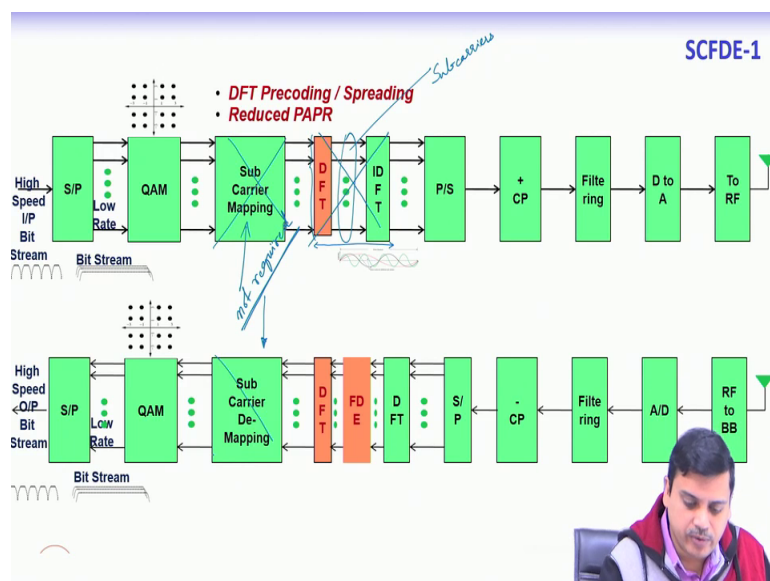 SCFDE-1
Subcarriers
• DFT Precoding / Spreading
• Reduced PAPR
High
Speed
I/P
Bit
Stream
S/P
Low
Rate
Bit Stream
QAM
Sub
Carrier
Mapping
D
F
T
ID
F
T
P/S
+
CP
Filte
ring
D to
A
To
RF
not required
High
Speed
O/P
Bit
Stream
S/P
Low
Rate
Bit Stream
QAM
Sub
Carrier
De-
Mapping
D
F
T
FD
E
D
FT
S/
P
-
CP
Filte
ring
A/D
RF
to
BB